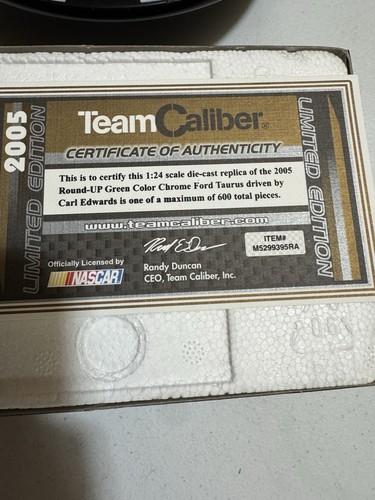 2005
LIMITED EDITION
TeamCaliber®
CERTIFICATE OF AUTHENTICITY
This is to certify this 1:24 scale die-cast replica of the 2005
Round-UP Green Color Chrome Ford Taurus driven by
Carl Edwards is one of a maximum of 600 total pieces.
www.teamcaliber.com
Officially Licensed by
NASCAR
Randy Duncan
CEO, Team Caliber, Inc.
ITEM#
M5299395RA
LIMITED EDITION